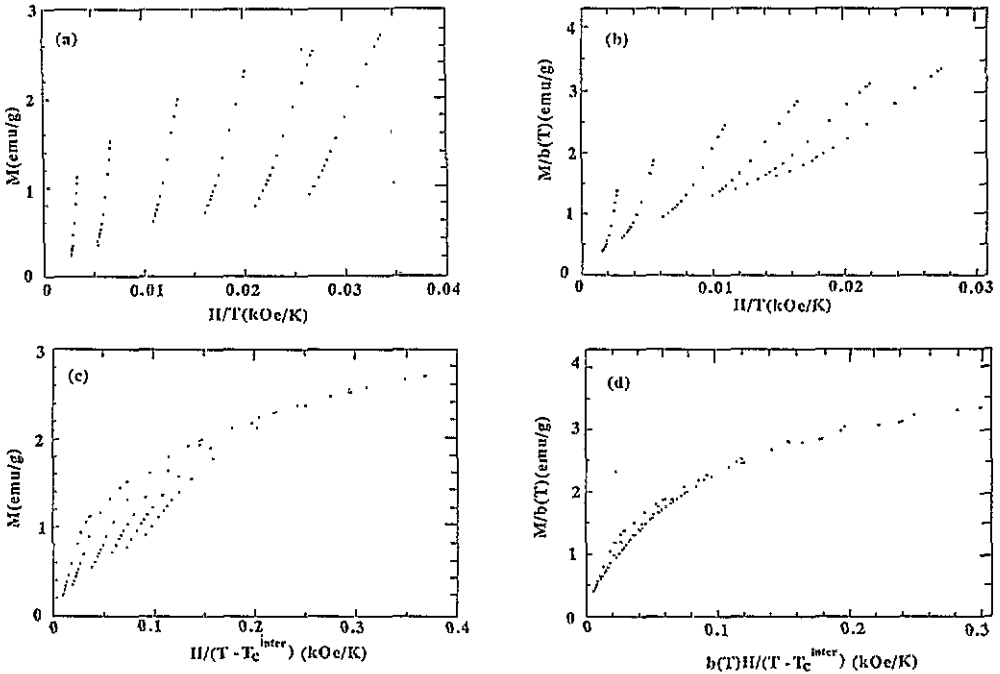 3
(a)
2
M(emu/g)
1
0
0 0.01 0.02 0.03 0.04
H/T(kOe/K)
4
(b)
3
M/b(T)(emu/g)
2
1
0
0 0.01 0.02 0.03
H/T(kOe/K)
3
(c)
2
M(emu/g)
1
0
0 0.1 0.2 0.3 0.4
H/(T - Tc^inter) (kOe/K)
4
(d)
3
M/b(T)(emu/g)
2
1
0
0 0.1 0.2 0.3
b(T)H/(T - Tc^inter) (kOe/K)